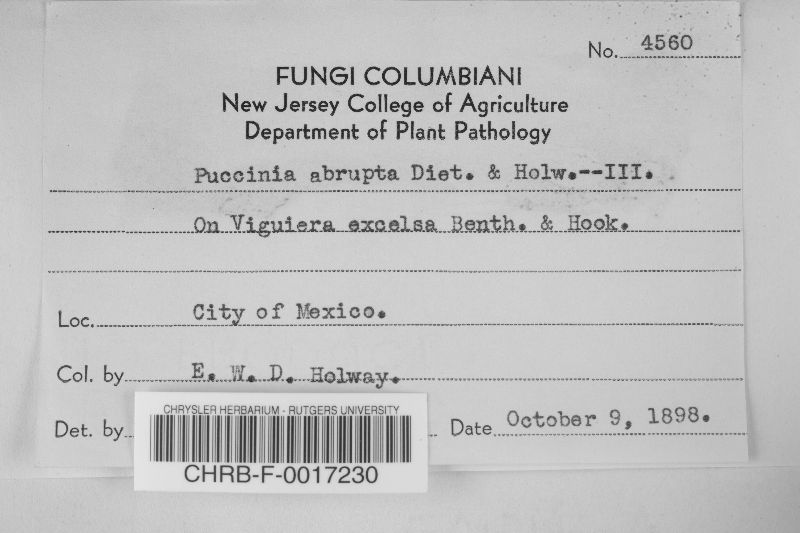 No. 4560
FUNGI COLUMBIANI
New Jersey College of Agriculture
Department of Plant Pathology
Puccinia abrupta Diet. & Holw.--III.
On Viguiera excelsa Benth. & Hook.
Loc. City of Mexico.
Col. by E. W. D. Holway.
Det. by
Date October 9, 1898.
CHRYSLER HERBARIUM - RUTGERS UNIVERSITY
CHRB-F-0017230